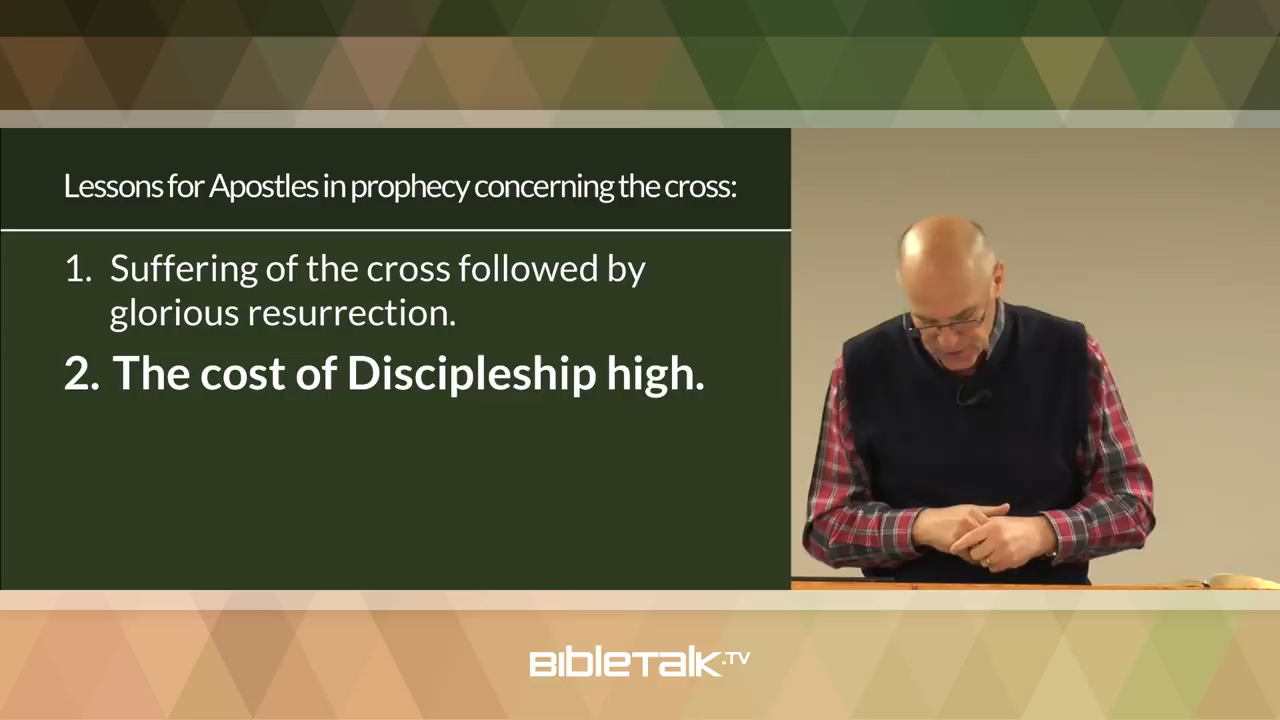 Lessons for Apostles in prophecy concerning the cross:
1. Suffering of the cross followed by
glorious resurrection.
2. The cost of Discipleship high.
BIBLETALK.TV